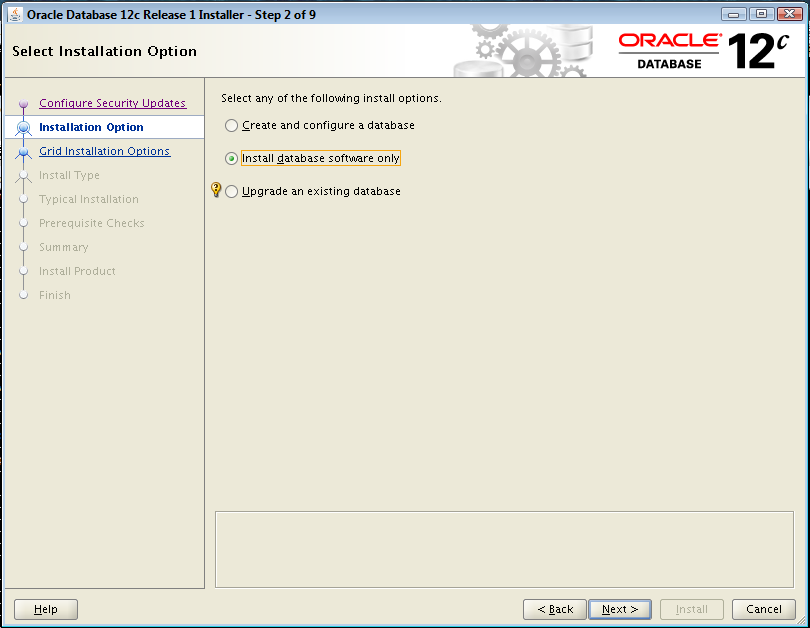 Oracle Database 12c Release 1 Installer - Step 2 of 9
Select Installation Option
ORACLE®
DATABASE
12c
Configure Security Updates
Installation Option
Grid Installation Options
Install Type
Typical Installation
Prerequisite Checks
Summary
Install Product
Finish
Select any of the following install options.
Create and configure a database
Install database software only
Upgrade an existing database
Help
< Back
Next >
Install
Cancel